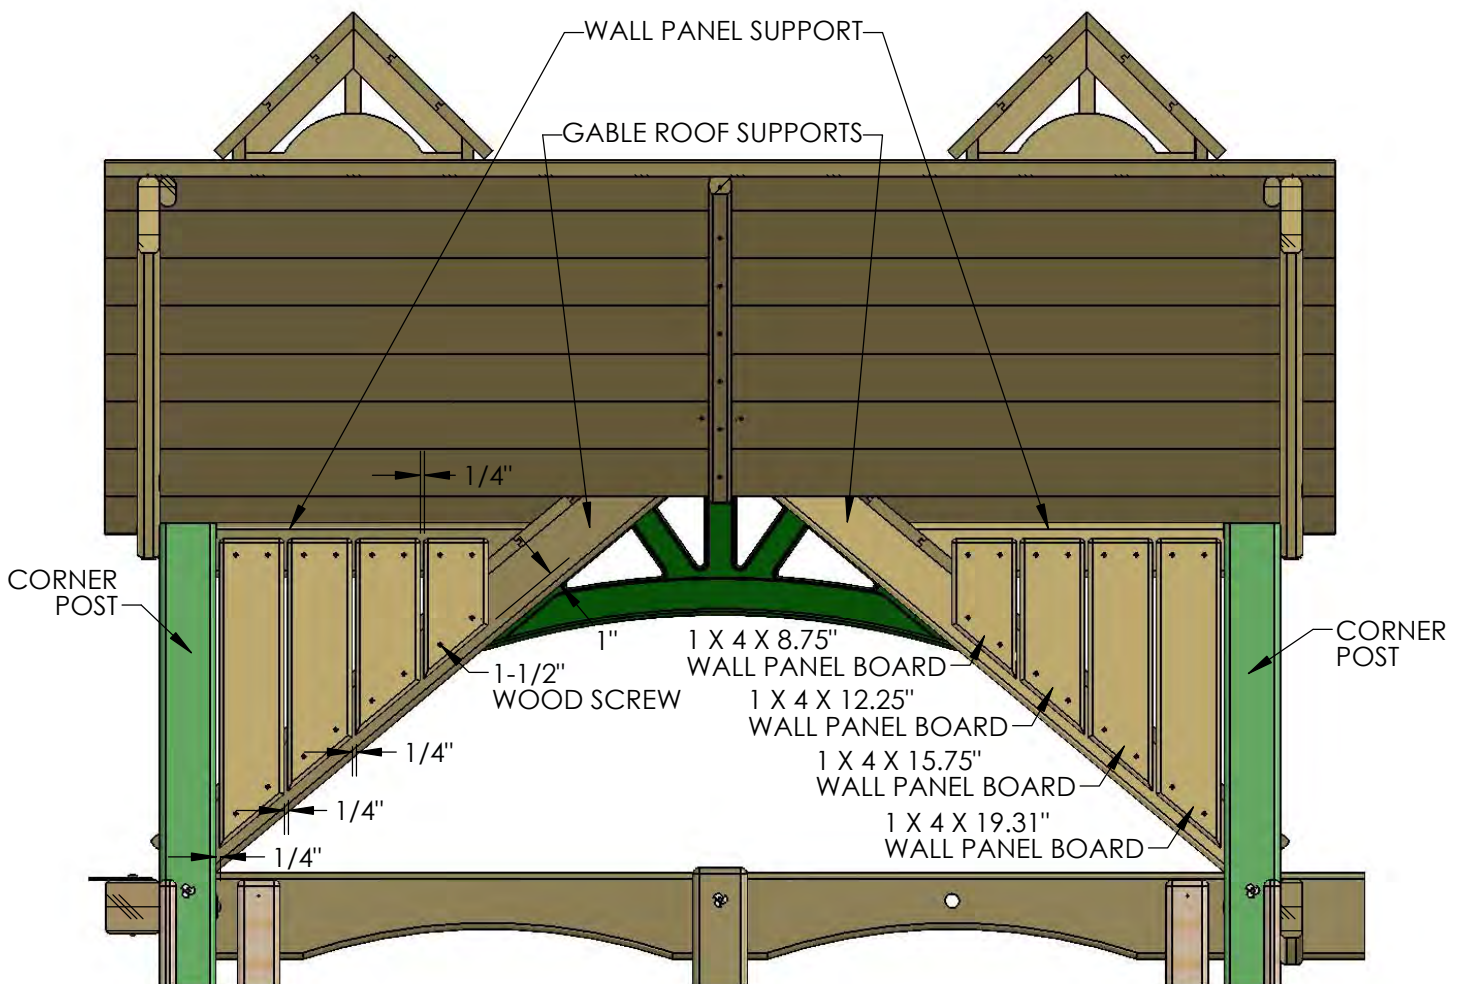 WALL PANEL SUPPORT
GABLE ROOF SUPPORTS
1/4"
CORNER
POST
1"
1-1/2"
WOOD SCREW
1 X 4 X 8.75"
WALL PANEL BOARD
1 X 4 X 12.25"
WALL PANEL BOARD
1 X 4 X 15.75"
WALL PANEL BOARD
1 X 4 X 19.31"
WALL PANEL BOARD
CORNER
POST
1/4"
1/4"
1/4"